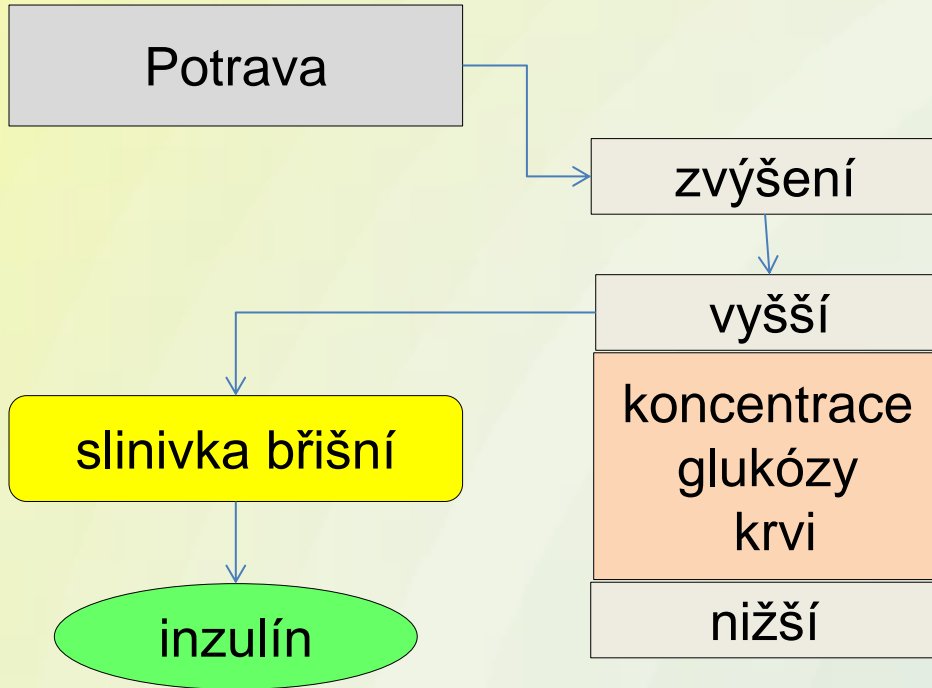 Potrava
zvýšení
vyšší
koncentrace
glukózy
krvi
slinivka břišní
nižší
inzulín